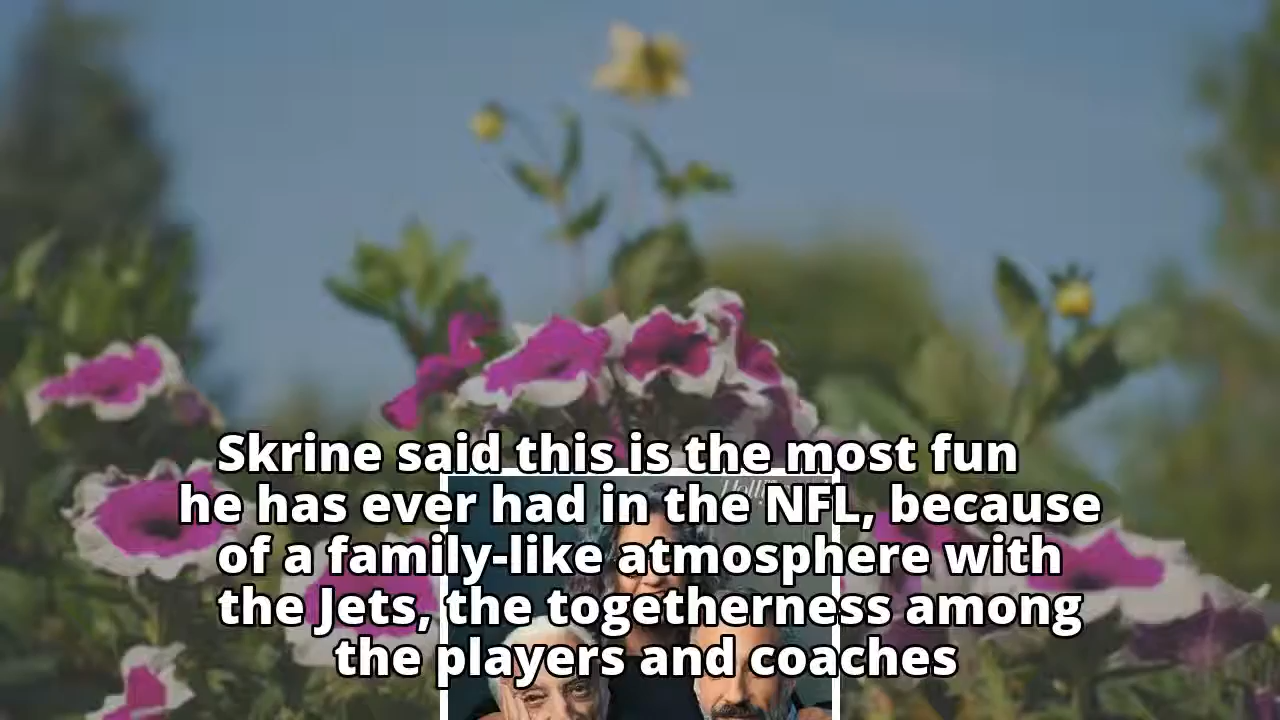 Skrine said this is the most fun
he has ever had in the NFL, because
of a family-like atmosphere with
the Jets, the togetherness among
the players and coaches